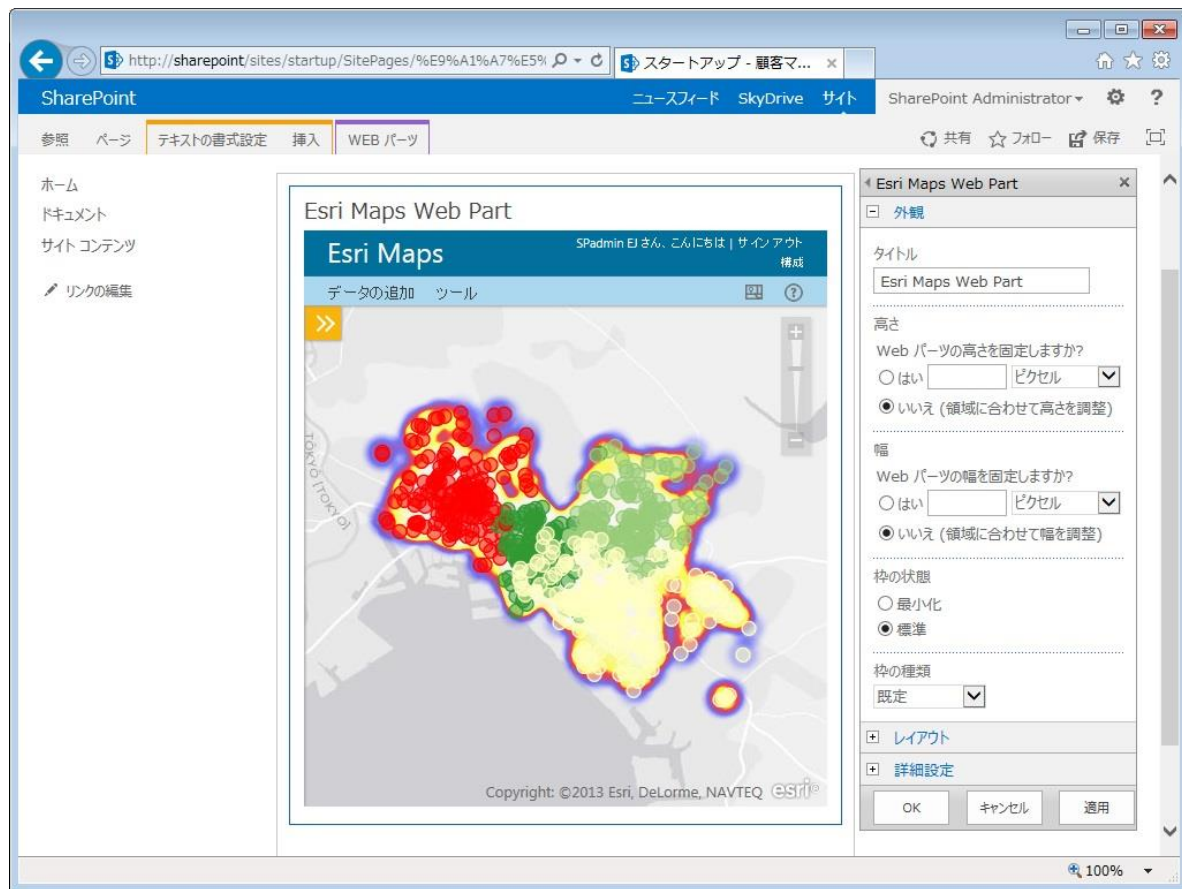 http://sharepoint/sites/startup/SitePages/%E9%A1%A7%E5%
スタートアップ - 顧客マ...
SharePoint
ニュースフィード SkyDrive サイト
SharePoint Administrator
?
参照 ページ テキストの書式設定 挿入 WEB パーツ
共有 フォロー 保存
ホーム
ドキュメント
サイト コンテンツ
リンクの編集
Esri Maps Web Part
Esri Maps
SPadmin EJ さん、こんにちは | サイン アウト
構成
データの追加 ツール
?
TŌKYŌ [TOKYO]
Copyright: ©2013 Esri, DeLorme, NAVTEQ esri
Esri Maps Web Part
外観
タイトル
Esri Maps Web Part
高さ
Web パーツの高さを固定しますか?
はい ピクセル
いいえ (領域に合わせて高さを調整)
幅
Web パーツの幅を固定しますか?
はい ピクセル
いいえ (領域に合わせて幅を調整)
枠の状態
最小化
標準
枠の種類
既定
レイアウト
詳細設定
OK キャンセル 適用
100%